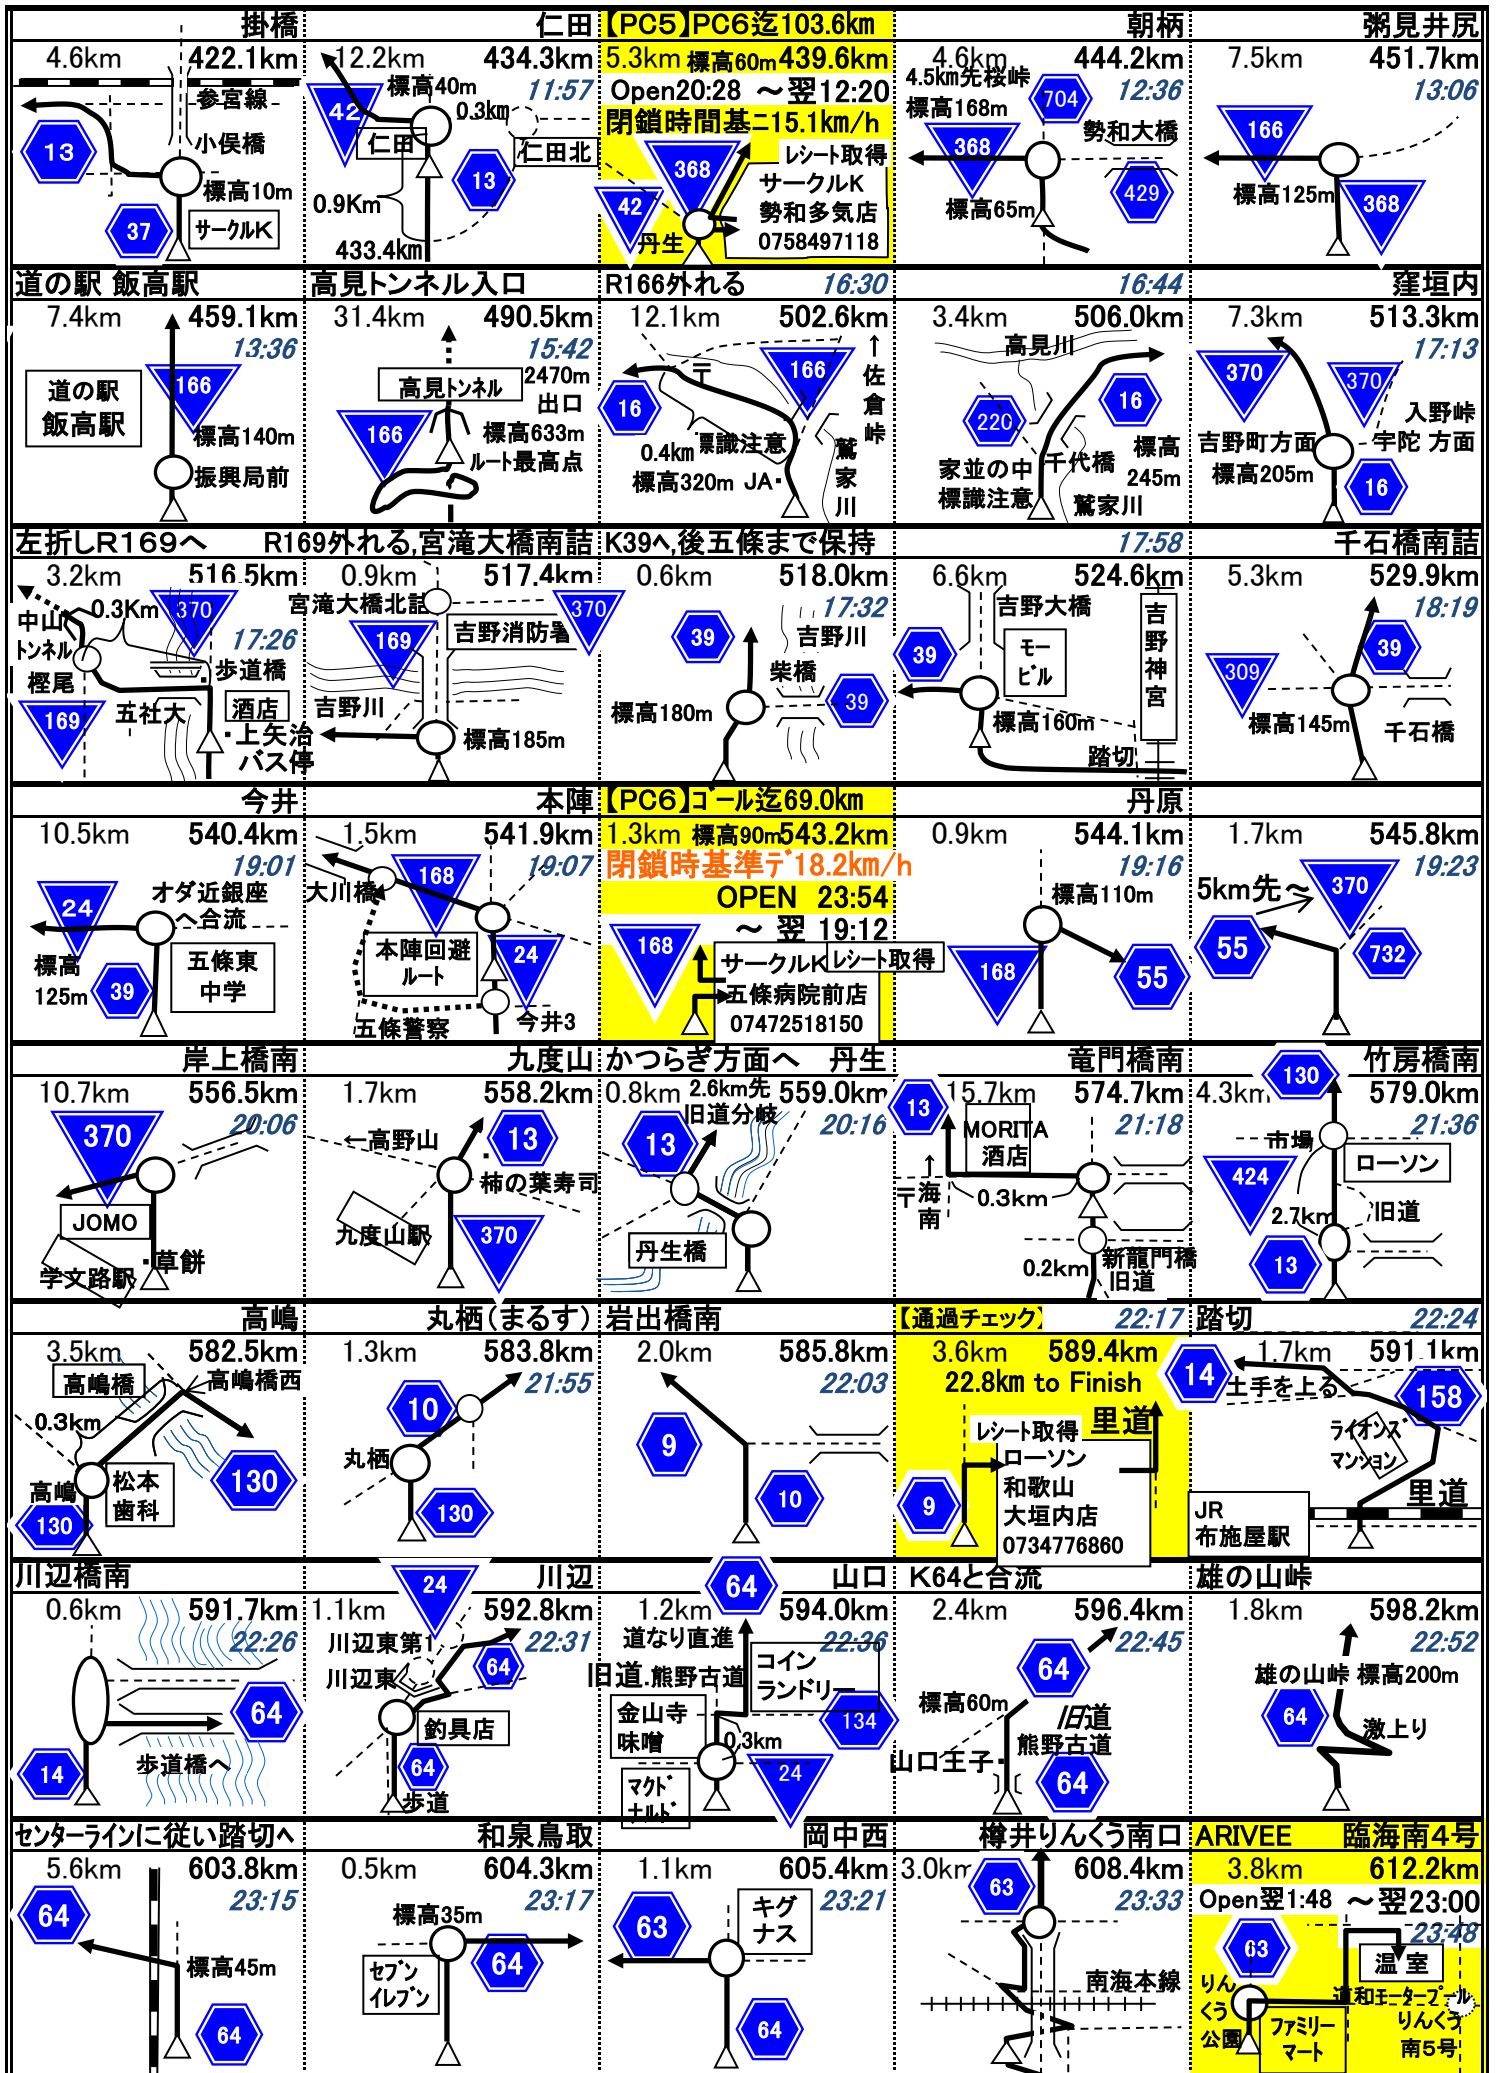 掛橋
4.6km 422.1km
参宮線
13
小俣橋
標高10m
37
サークルK
仁田
12.2km 434.3km
11:57
標高40m
42
0.3km
仁田
仁田北
13
0.9Km
433.4km
【PC5】PC6迄103.6km
5.3km 標高60m 439.6km
Open20:28 ～翌12:20
閉鎖時間基ニ15.1km/h
レシート取得
368
サークルK
勢和多気店
0758497118
42
丹生
朝柄
4.6km 444.2km
4.5km先桜峠
12:36
標高168m
704
勢和大橋
368
429
標高65m
粥見井尻
7.5km 451.7km
13:06
166
標高125m
368
道の駅 飯高駅
7.4km 459.1km
13:36
道の駅
飯高駅
166
標高140m
振興局前
高見トンネル入口
31.4km 490.5km
15:42
高見トンネル
2470m
出口
標高633m
ルート最高点
166
R166外れる 16:30
12.1km 502.6km
〒
166
↑佐倉峠
16
0.4km 標識注意
標高320m JA・
鷲家川
16:44
3.4km 506.0km
高見川
16
220
家並の中
標識注意
千代橋
標高
245m
鷲家川
窪垣内
7.3km 513.3km
17:13
370
370
入野峠
吉野町方面
宇陀 方面
標高205m
16
左折しR169へ
3.2km 516.5km
中山
トンネル
0.3Km
370
17:26
歩道橋
樫尾
169
五社大
酒店
・上矢治
バス停
R169外れる,宮滝大橋南詰
0.9km 517.4km
宮滝大橋北詰
370
169
吉野消防署
吉野川
標高185m
K39へ,後五條まで保持
0.6km 518.0km
17:32
39
吉野川
柴橋
標高180m
39
17:58
6.6km 524.6km
吉野大橋
吉野神宮
モービル
39
標高160m
踏切
千石橋南詰
5.3km 529.9km
18:19
39
309
標高145m
千石橋
今井
10.5km 540.4km
19:01
24
オダ近銀座
へ合流
標高
125m
39
五條東
中学
本陣
1.5km 541.9km
19:07
大川橋
168
本陣回避
ルート
24
五條警察
今井3
【PC6】ゴール迄69.0km
1.3km 標高90m 543.2km
閉鎖時基準デ18.2km/h
OPEN 23:54
～ 翌 19:12
168
サークルK
レシート取得
五條病院前店
07472518150
丹原
0.9km 544.1km
19:16
標高110m
168
55
1.7km 545.8km
19:23
5km先～
370
55
732
岸上橋南
10.7km 556.5km
20:06
370
JOMO
学文路駅
・草餅
九度山
1.7km 558.2km
←高野山
13
柿の葉寿司
九度山駅
370
かつらぎ方面へ 丹生
0.8km 559.0km
2.6km先
旧道分岐
20:16
13
丹生橋
竜門橋南
13
15.7km 574.7km
21:18
MORITA
酒店
↑
〒海南
0.3km
0.2km
新龍門橋
旧道
竹房橋南
130
4.3km 579.0km
21:36
市場
ローソン
424
2.7km
旧道
13
高嶋
3.5km 582.5km
高嶋橋
高嶋橋西
0.3km
高嶋
松本
歯科
130
130
丸栖(まるす)
1.3km 583.8km
21:55
10
丸栖
130
岩出橋南
2.0km 585.8km
22:03
9
10
【通過チェック】 22:17
3.6km 589.4km
22.8km to Finish
レシート取得
里道
ローソン
和歌山
大垣内店
0734776860
9
踏切 22:24
1.7km 591.1km
14
土手を上る
158
ライオンズ
マンション
里道
JR
布施屋駅
川辺橋南
0.6km 591.7km
22:26
64
14
歩道橋へ
川辺
24
1.1km 592.8km
22:31
川辺東第1
川辺東
64
釣具店
64
歩道
山口
64
1.2km 594.0km
22:36
道なり直進
旧道.熊野古道
コイン
ランドリー
金山寺
味噌
134
0.3km
24
マクド
ナルド
K64と合流
2.4km 596.4km
22:45
64
標高60m
旧道
熊野古道
山口王子・
64
雄の山峠
1.8km 598.2km
22:52
雄の山峠 標高200m
64
激上り
センターラインに従い踏切へ
5.6km 603.8km
23:15
64
標高45m
64
和泉鳥取
0.5km 604.3km
23:17
標高35m
セブン
イレブン
64
岡中西
1.1km 605.4km
23:21
63
キグ
ナス
64
樽井りんくう南口
3.0km 608.4km
23:33
63
南海本線
ARIVEE 臨海南4号
3.8km 612.2km
Open翌1:48 ～翌23:00
23:48
63
温室
りんくう公園
道和モータープール
ファミリー
マート
りんくう
南5号